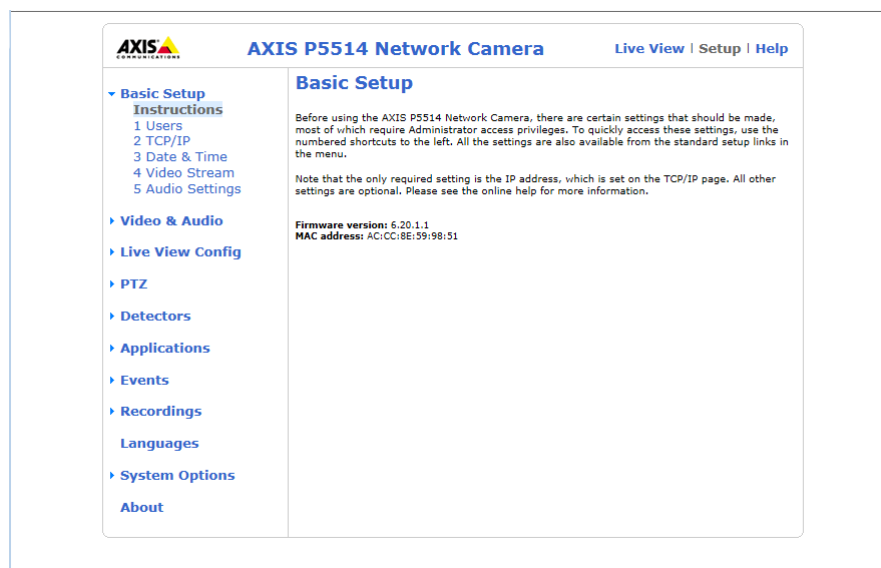 AXIS
COMMUNICATIONS
AXIS P5514 Network Camera
Live View | Setup | Help
Basic Setup
Instructions
1 Users
2 TCP/IP
3 Date & Time
4 Video Stream
5 Audio Settings
Video & Audio
Live View Config
PTZ
Detectors
Applications
Events
Recordings
Languages
System Options
About
Basic Setup
Before using the AXIS P5514 Network Camera, there are certain settings that should be made,
most of which require Administrator access privileges. To quickly access these settings, use the
numbered shortcuts to the left. All the settings are also available from the standard setup links in
the menu.
Note that the only required setting is the IP address, which is set on the TCP/IP page. All other
settings are optional. Please see the online help for more information.
Firmware version: 6.20.1.1
MAC address: AC:CC:8E:59:98:51